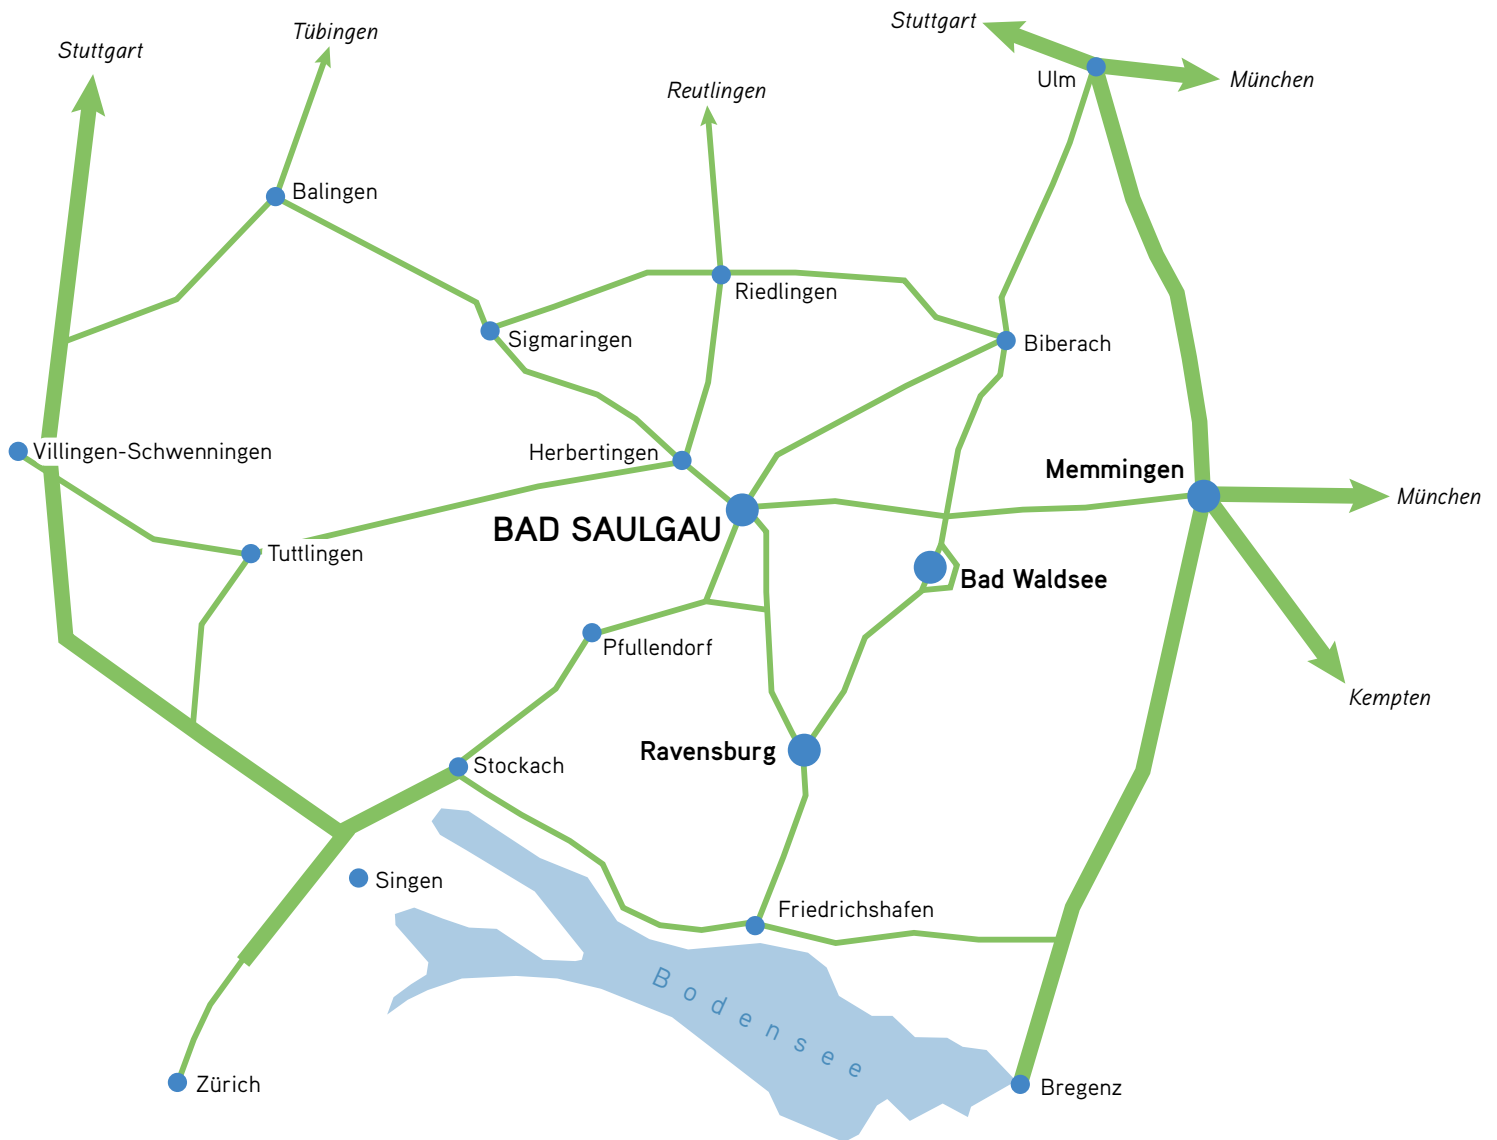 Stuttgart
Tübingen
Stuttgart
Ulm
München
Reutlingen
Balingen
Riedlingen
Sigmaringen
Biberach
Villingen-Schwenningen
Herbertingen
Memmingen
München
BAD SAULGAU
Tuttlingen
Bad Waldsee
Pfullendorf
Kempten
Ravensburg
Stockach
Singen
Friedrichshafen
Bodensee
Zürich
Bregenz